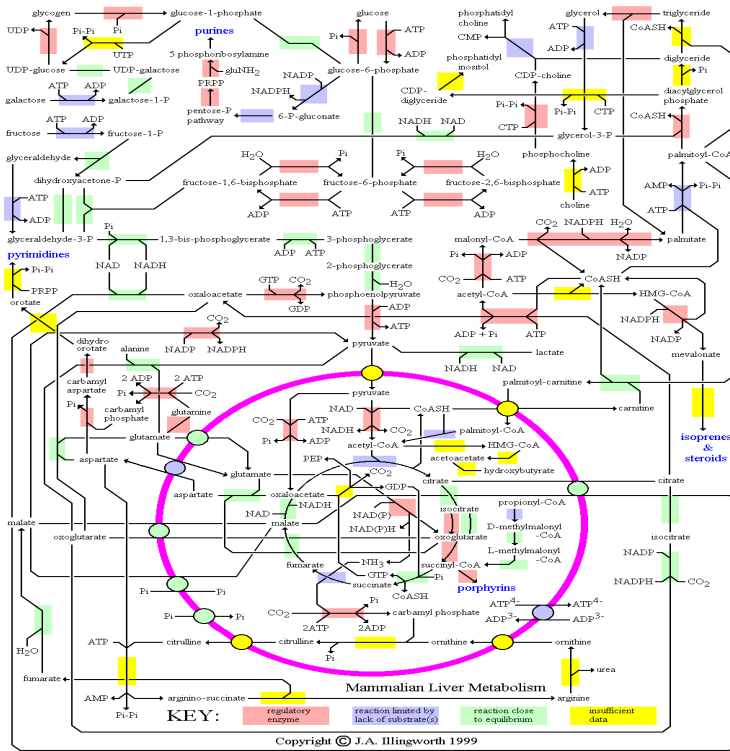 glycogen
glucose-1-phosphate
glucose
phosphatidyl
choline
glycerol
triglyceride
UDP
Pi
Pi-Pi
Pi
UTP
purines
ATP
Pi
ADP
CMP
ATP
ADP
CoASH
5 phosphoribosylamine
gluNH2
PRPP
UDP-glucose
UDP-galactose
glucose-6-phosphate
phosphatidyl
inositol
CDP-choline
diglyceride
Pi
ATP
ADP
galactose
galactose-1-P
NADP
NADPH
pentose-P
pathway
6-P-gluconate
CDP-
diglyceride
diacylglycerol
phosphate
Pi-Pi
CTP
Pi-Pi
CTP
ATP
ADP
fructose
fructose-1-P
NADH
NAD
glycerol-3-P
CoASH
glyceraldehyde
phosphocholine
palmitoyl-CoA
H2O
Pi
Pi
H2O
dihydroxyacetone-P
fructose-1,6-bisphosphate
fructose-6-phosphate
fructose-2,6-bisphosphate
ATP
ADP
choline
AMP
Pi-Pi
ATP
ATP
ADP
ADP
ATP
ATP
ADP
glyceraldehyde-3-P
Pi
1,3-bis-phosphoglycerate
3-phosphoglycerate
malonyl-CoA
CO2
NADPH
H2O
NADP
palmitate
pyrimidines
NAD
NADH
ADP
ATP
2-phosphoglycerate
H2O
Pi
ADP
CO2
ATP
CoASH
Pi-Pi
PRPP
orotate
oxaloacetate
GTP
CO2
GDP
phosphoenolpyruvate
acetyl-CoA
HMG-CoA
ADP
ATP
ADP + Pi
ATP
NADPH
NADP
CO2
NADP
NADPH
pyruvate
dihydro
orotate
alanine
lactate
NADH
NAD
mevalonate
carbamyl
aspartate
2 ADP
2 ATP
Pi
CO2
pyruvate
palmitoyl-carnitine
Pi
carbamyl
phosphate
glutamine
CO2
ATP
Pi
ADP
NAD
NADH
CO2
CoASH
carnitine
palmitoyl-CoA
isoprenes
&
steroids
glutamate
acetyl-CoA
HMG-CoA
acetoacetate
hydroxybutyrate
aspartate
PEP
CO2
glutamate
citrate
citrate
aspartate
oxaloacetate
GDP
propionyl-CoA
NADH
NAD
NAD(P)
NAD(P)H
isocitrate
D-methylmalonyl
-CoA
malate
malate
oxoglutarate
oxoglutarate
isocitrate
L-methylmalonyl
-CoA
NADP
NADPH
CO2
fumarate
NH3
succinyl-CoA
succinate
GTP
Pi
CoASH
porphyrins
Pi
Pi
Pi
Pi
CO2
Pi
2ATP
2ADP
carbamyl phosphate
ATP4-
ATP4-
ADP3-
ADP3-
H2O
ATP
citrulline
citrulline
Pi
ornithine
ornithine
fumarate
urea
AMP
arginino-succinate
arginine
Pi-Pi
Mammalian Liver Metabolism
KEY:
regulatory
enzyme
reaction limited by
lack of substrate(s)
reaction close
to equilibrium
insufficient
data
Copyright © J.A. Illingworth 1999